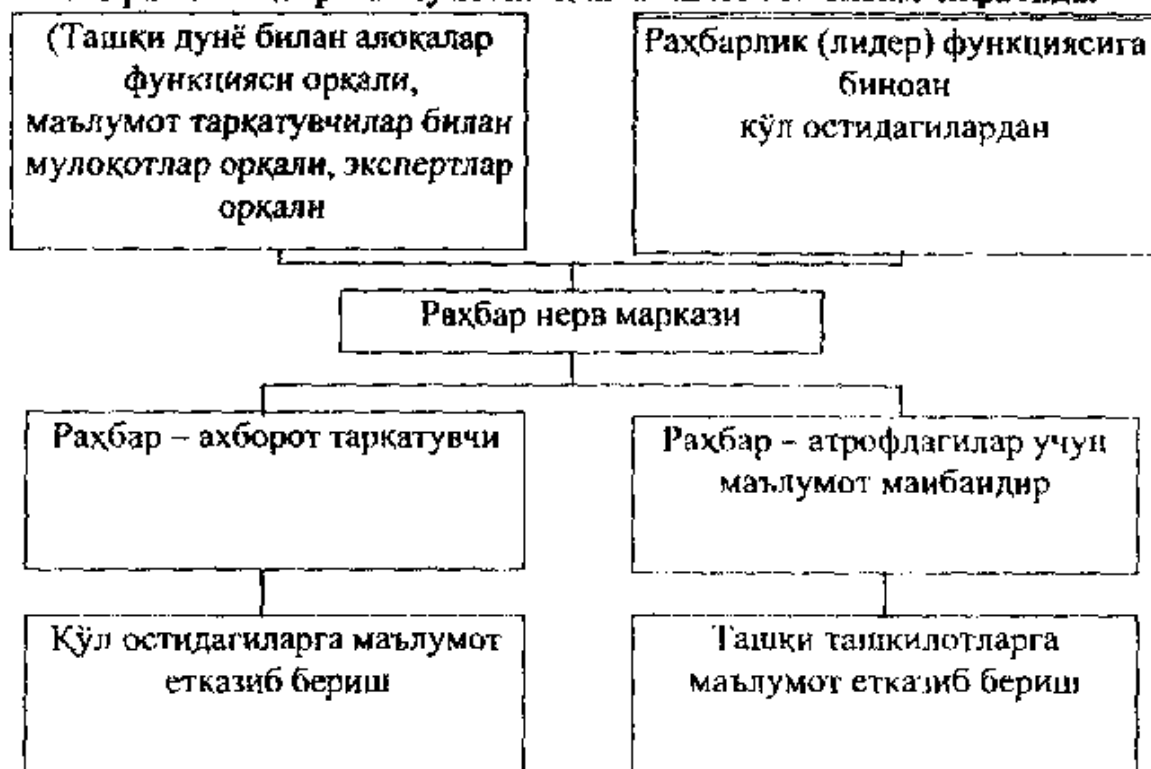 (Ташқи дунё билан алоқалар
функцияси орқали,
маълумот тарқатувчилар билан
мулоқотлар орқали, экспертлар
орқали
Раҳбарлик (лидер) функциясига
биноан
қўл остидагилардан
Раҳбар нерв маркази
Раҳбар – ахборот тарқатувчи
Раҳбар – атрофдагилар учун
маълумот манбаидир
Қўл остидагиларга маълумот
етказиб бериш
Ташқи ташкилотларга
маълумот етказиб бериш